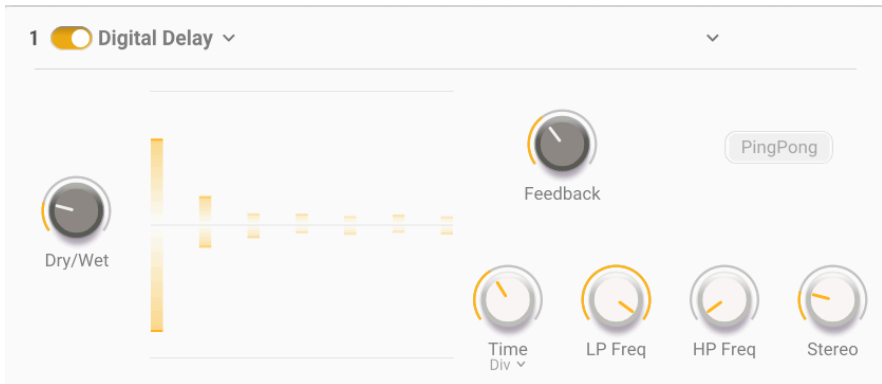 1 Digital Delay
PingPong
Feedback
Dry/Wet
Time
Div
LP Freq
HP Freq
Stereo